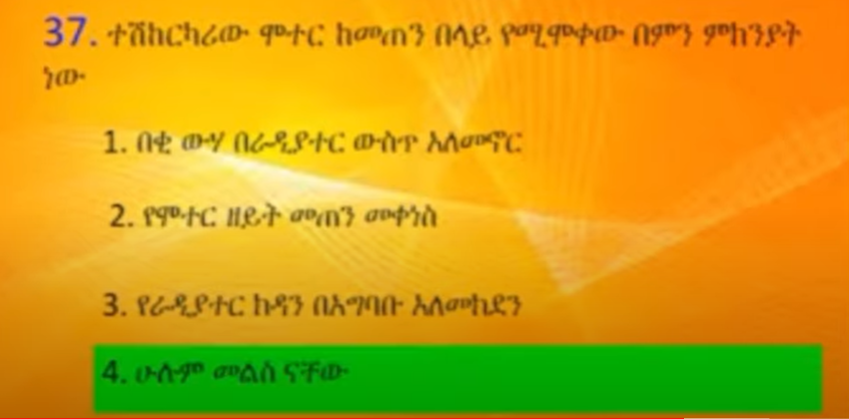 37. ተሽከርካሪው ሞተር ከመጠን በላይ የሚሞቀው በምን ምክንያት
ነው
1. በቂ ውሃ በራዲያተር ውስጥ አለመኖር
2. የሞተር ዘይት መጠን መቀነስ
3. የራዲያተር ክዳን በአግባቡ አለመከደን
4. ሁሉም መልስ ናቸው